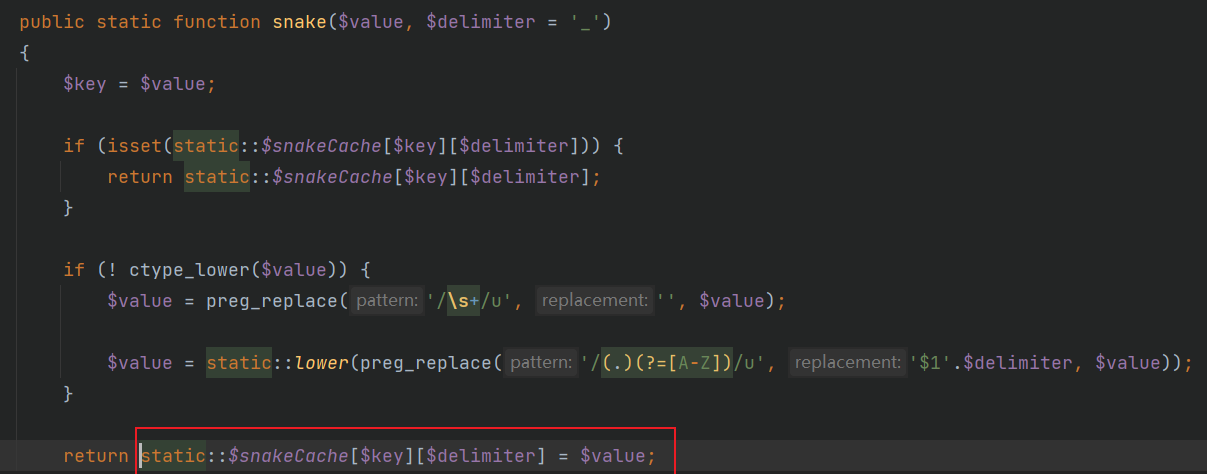 public static function snake($value, $delimiter = '_')
{
    $key = $value;
    if (isset(static::$snakeCache[$key][$delimiter])) {
        return static::$snakeCache[$key][$delimiter];
    }
    if (! ctype_lower($value)) {
        $value = preg_replace( pattern: '/\s+/u', replacement: '', $value);
        $value = static::lower(preg_replace( pattern: '/(.)(?=[A-Z])/u', replacement: '$1'.$delimiter, $value));
    }
    return static::$snakeCache[$key][$delimiter] = $value;